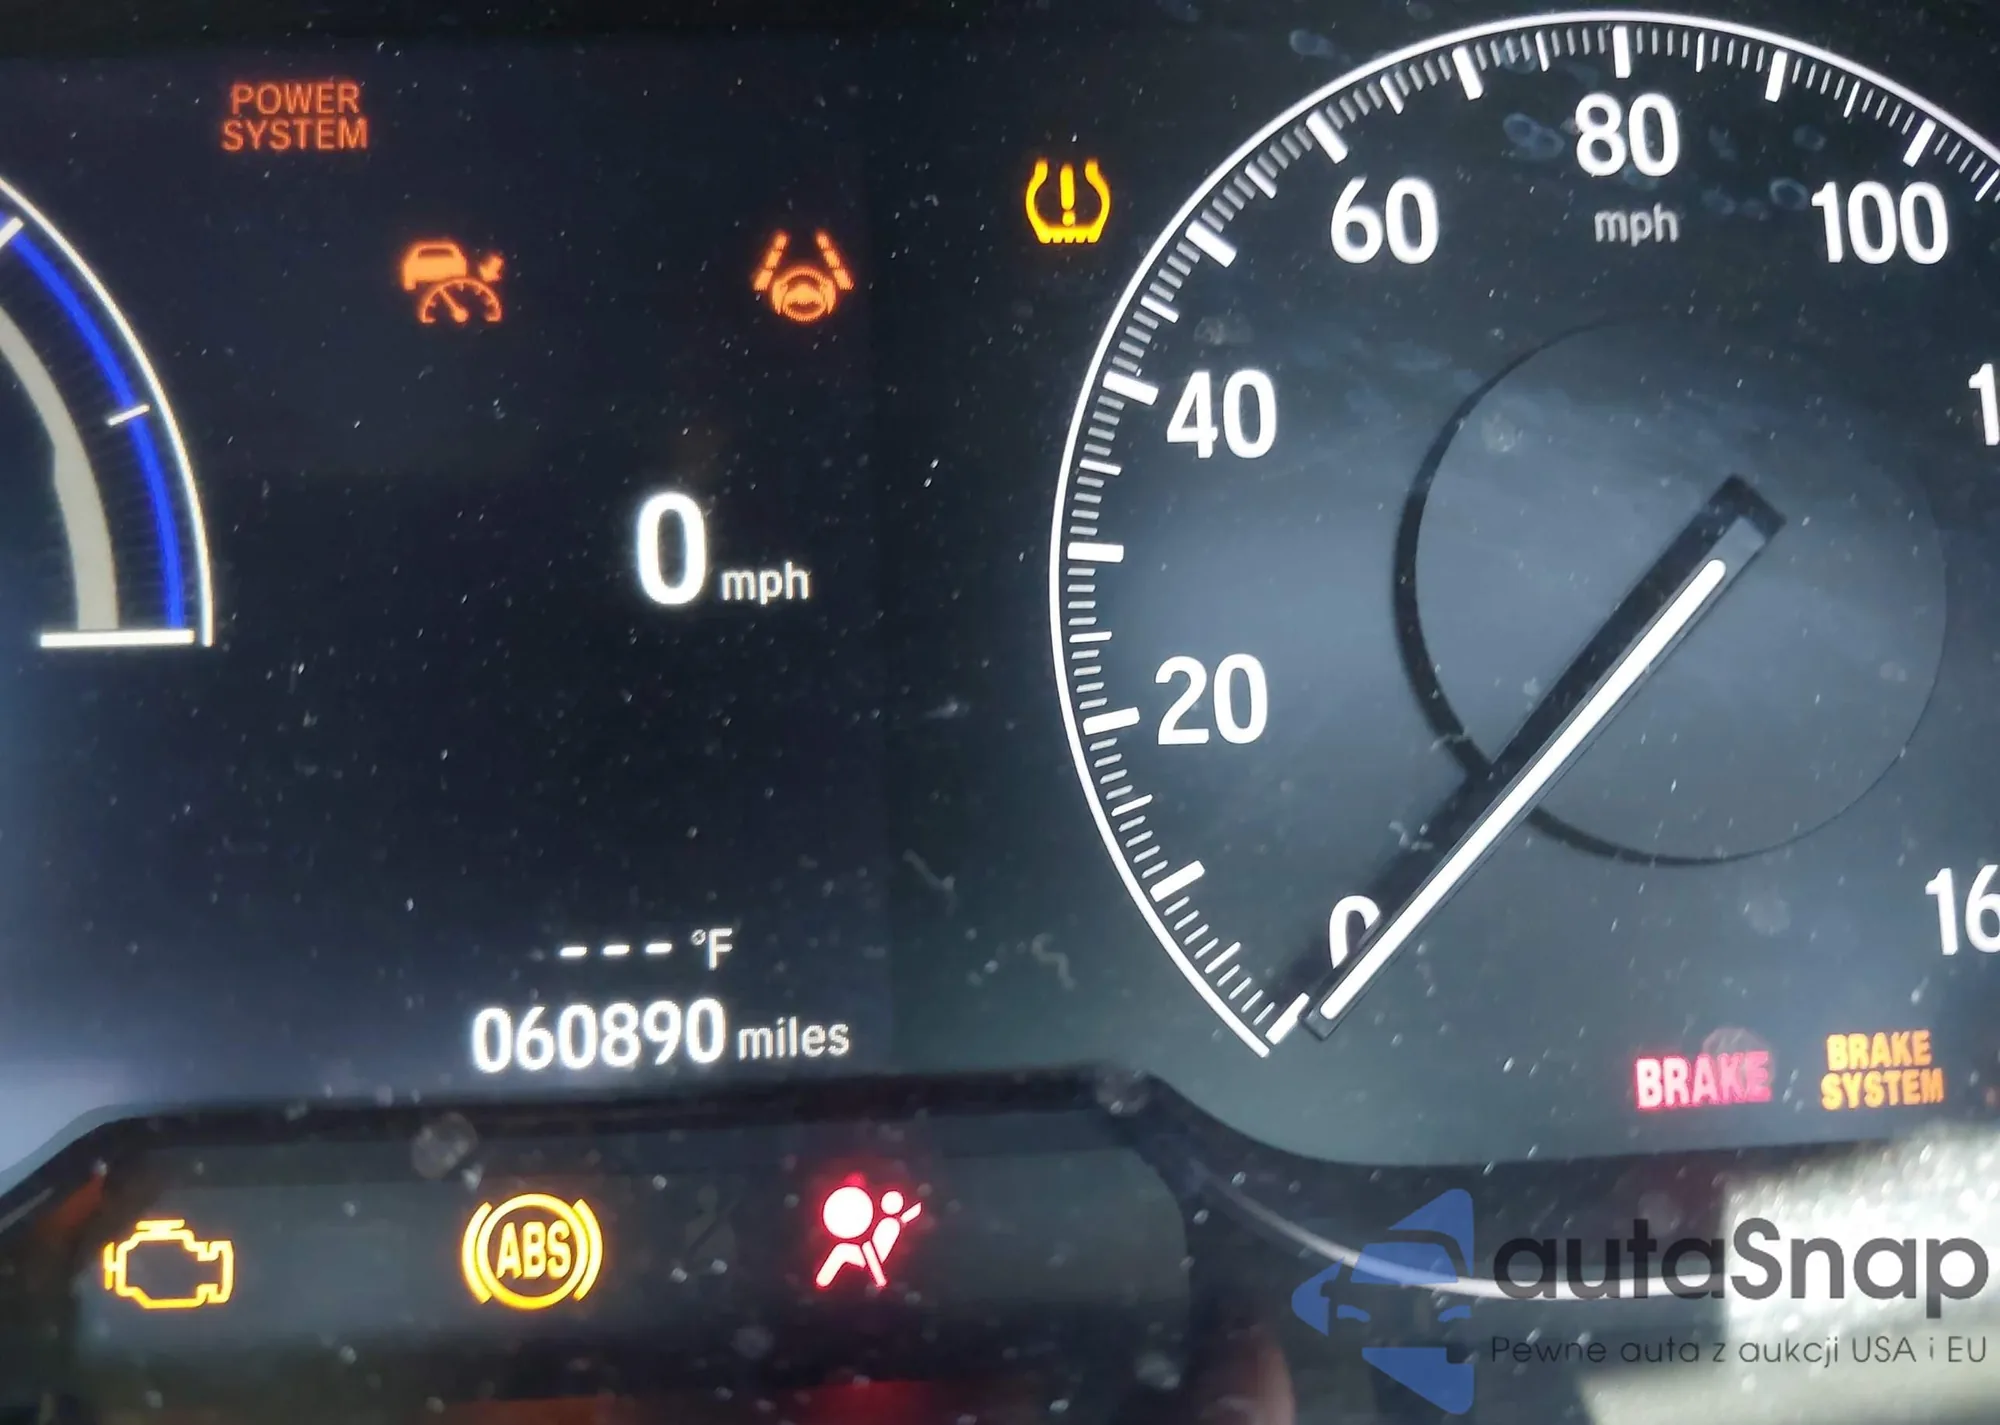 POWER
SYSTEM
80
mph
60
100
40
0 mph
20
0
--- °F
060890 miles
BRAKE
BRAKE
SYSTEM
ABS
autaSnap
Pewne auta z aukcji USA i EU